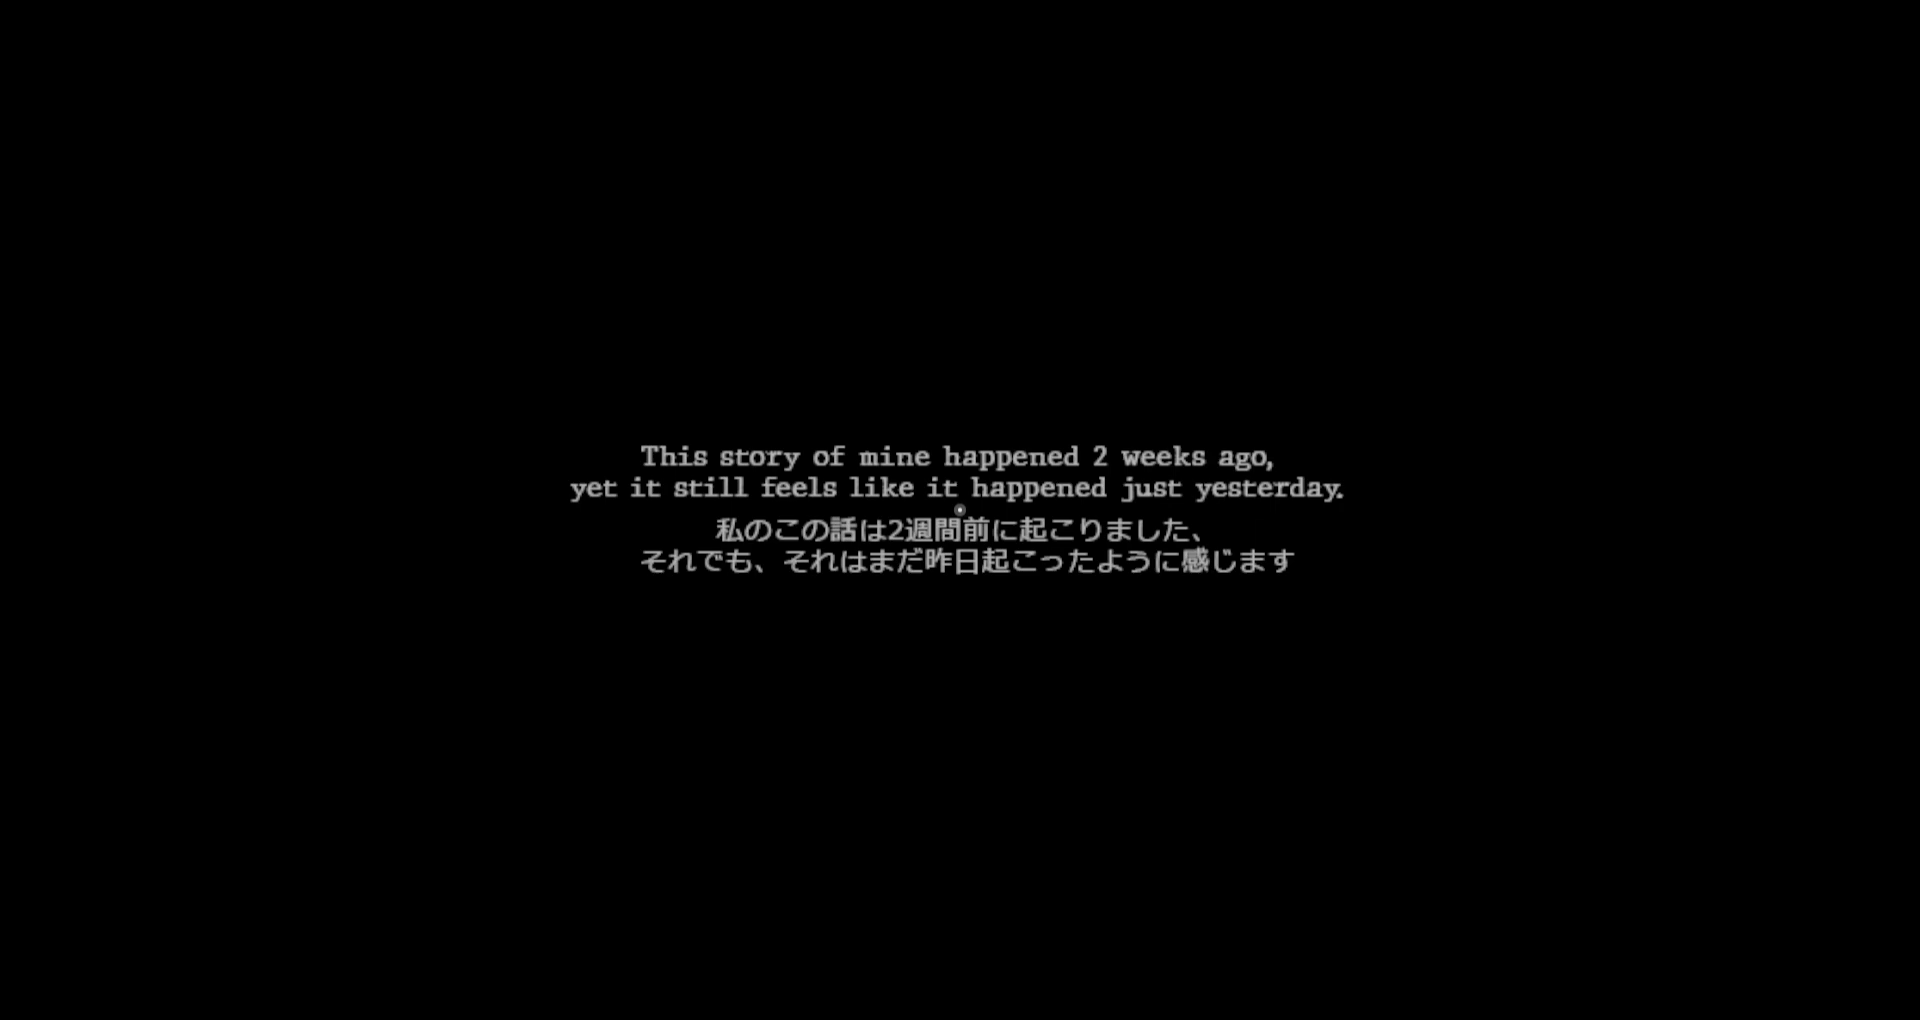 This story of mine happened 2 weeks ago,
yet it still feels like it happened just yesterday.
私のこの話は2週間前に起こりました、
それでも、それはまだ昨日起こったように感じます